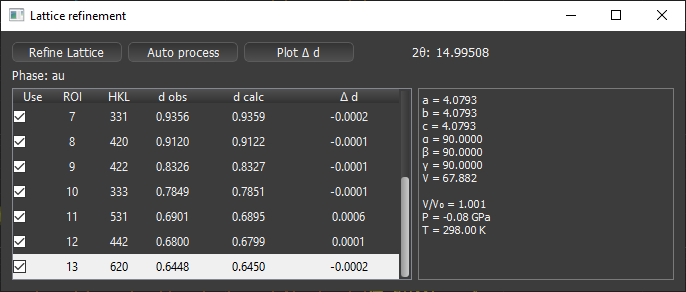 Lattice refinement
Refine Lattice Auto process Plot Δ d 2θ: 14.99508
Phase: au
Use ROI HKL d obs d calc Δ d
7 331 0.9356 0.9359 -0.0002
8 420 0.9120 0.9122 -0.0001
9 422 0.8326 0.8327 -0.0001
10 333 0.7849 0.7851 -0.0001
11 531 0.6901 0.6895 0.0006
12 442 0.6800 0.6799 0.0001
13 620 0.6448 0.6450 -0.0002
a = 4.0793
b = 4.0793
c = 4.0793
α = 90.0000
β = 90.0000
γ = 90.0000
V = 67.882
V/V₀ = 1.001
P = -0.08 GPa
T = 298.00 K